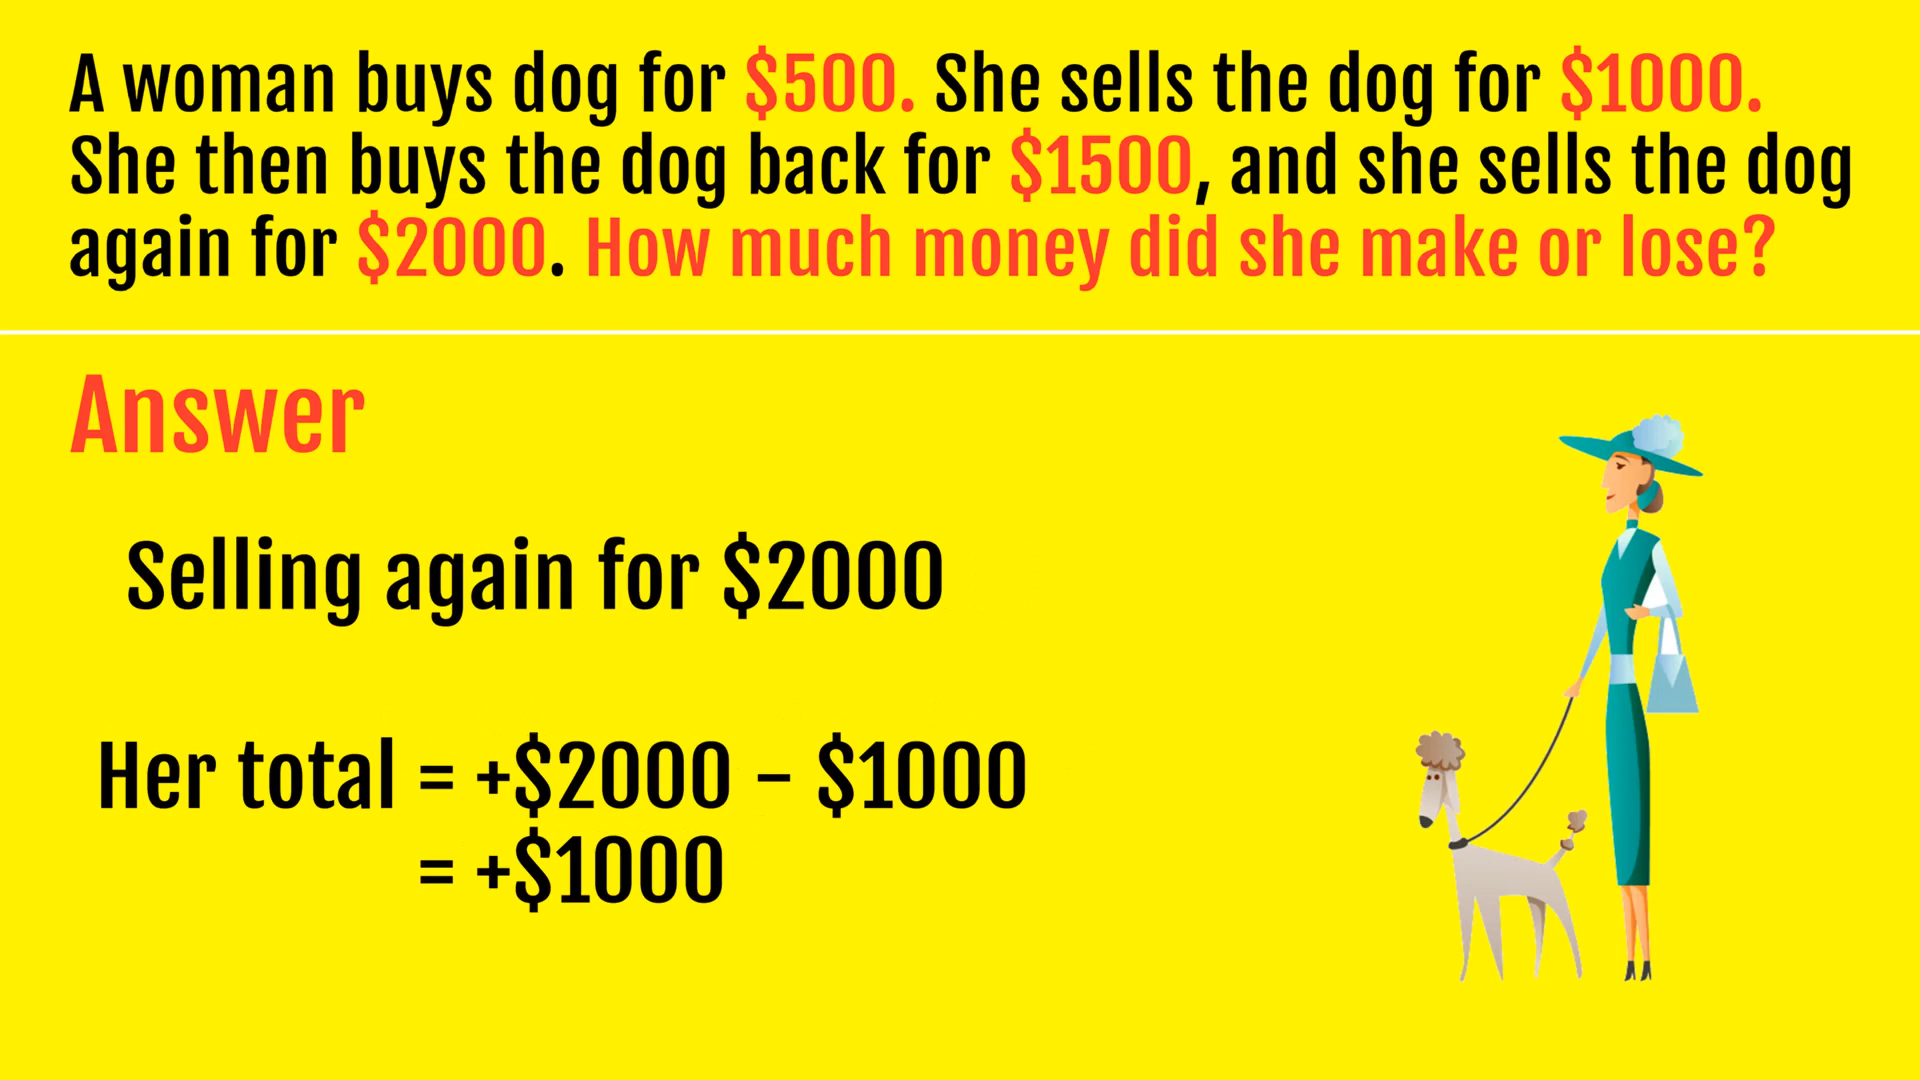 A woman buys dog for $500. She sells the dog for $1000.
She then buys the dog back for $1500, and she sells the dog
again for $2000. How much money did she make or lose?
Answer
Selling again for $2000
Her total = +$2000 − $1000
= +$1000